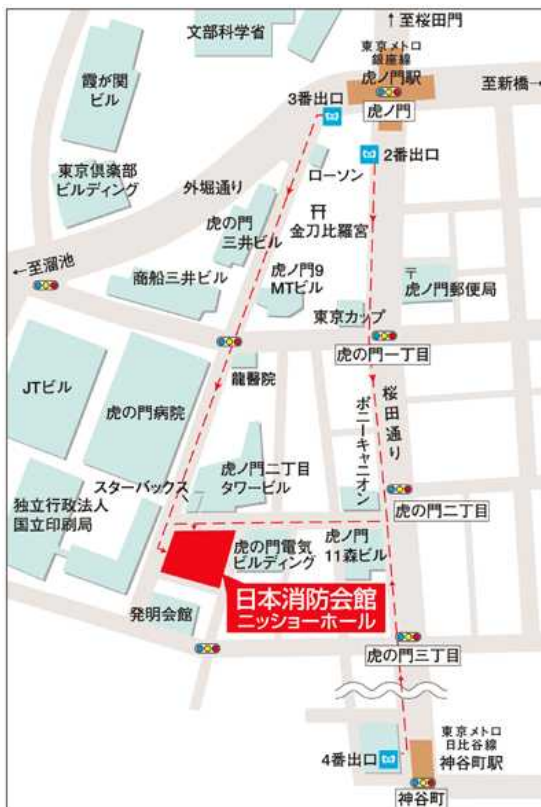 ↑至桜田門
文部科学省
東京メトロ
銀座線
虎ノ門駅
霞が関
ビル
至新橋→
3番出口
虎ノ門
2番出口
ローソン
東京倶楽部
ビルディング
外堀通り
虎の門
三井ビル
金刀比羅宮
←至溜池
商船三井ビル
虎ノ門9
MTビル
〒
虎ノ門郵便局
東京カップ
虎の門一丁目
龍醫院
JTビル
虎の門病院
桜田通り
ポニーキャニオン
虎ノ門二丁目
タワービル
スターバックス
独立行政法人
国立印刷局
虎の門二丁目
虎の門電気
ビルディング
虎ノ門
11森ビル
日本消防会館
ニッショーホール
発明会館
虎の門三丁目
東京メトロ
日比谷線
神谷町駅
4番出口
神谷町